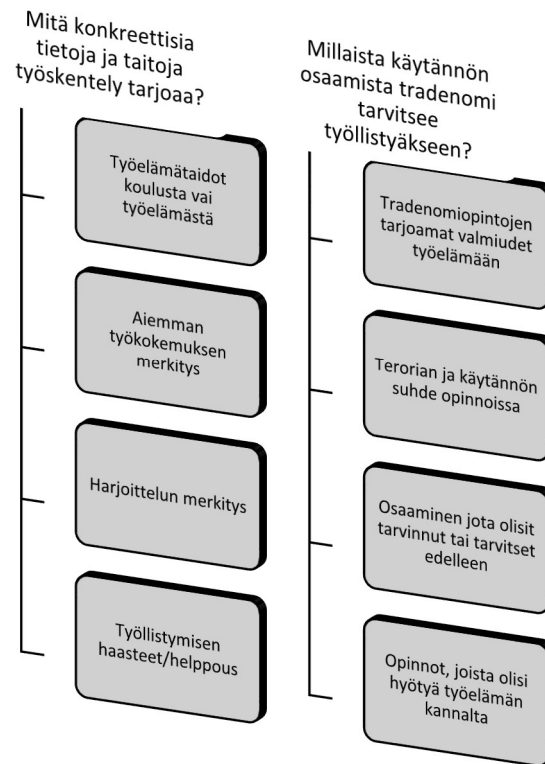 Mitä konkreettisia
tietoja ja taitoja
työskentely tarjoaa?
Työelämätaidot
koulusta vai
työelämästä
Aiemman
työkokemuksen
merkitys
Harjoittelun merkitys
Työllistymisen
haasteet/helppous
Millaista käytännön
osaamista tradenomi
tarvitsee
työllistyäkseen?
Tradenomiopintojen
tarjoamat valmiudet
työelämään
Terorian ja käytännön
suhde opinnoissa
Osaaminen jota olisit
tarvinnut tai tarvitset
edelleen
Opinnot, joista olisi
hyötyä työelämän
kannalta